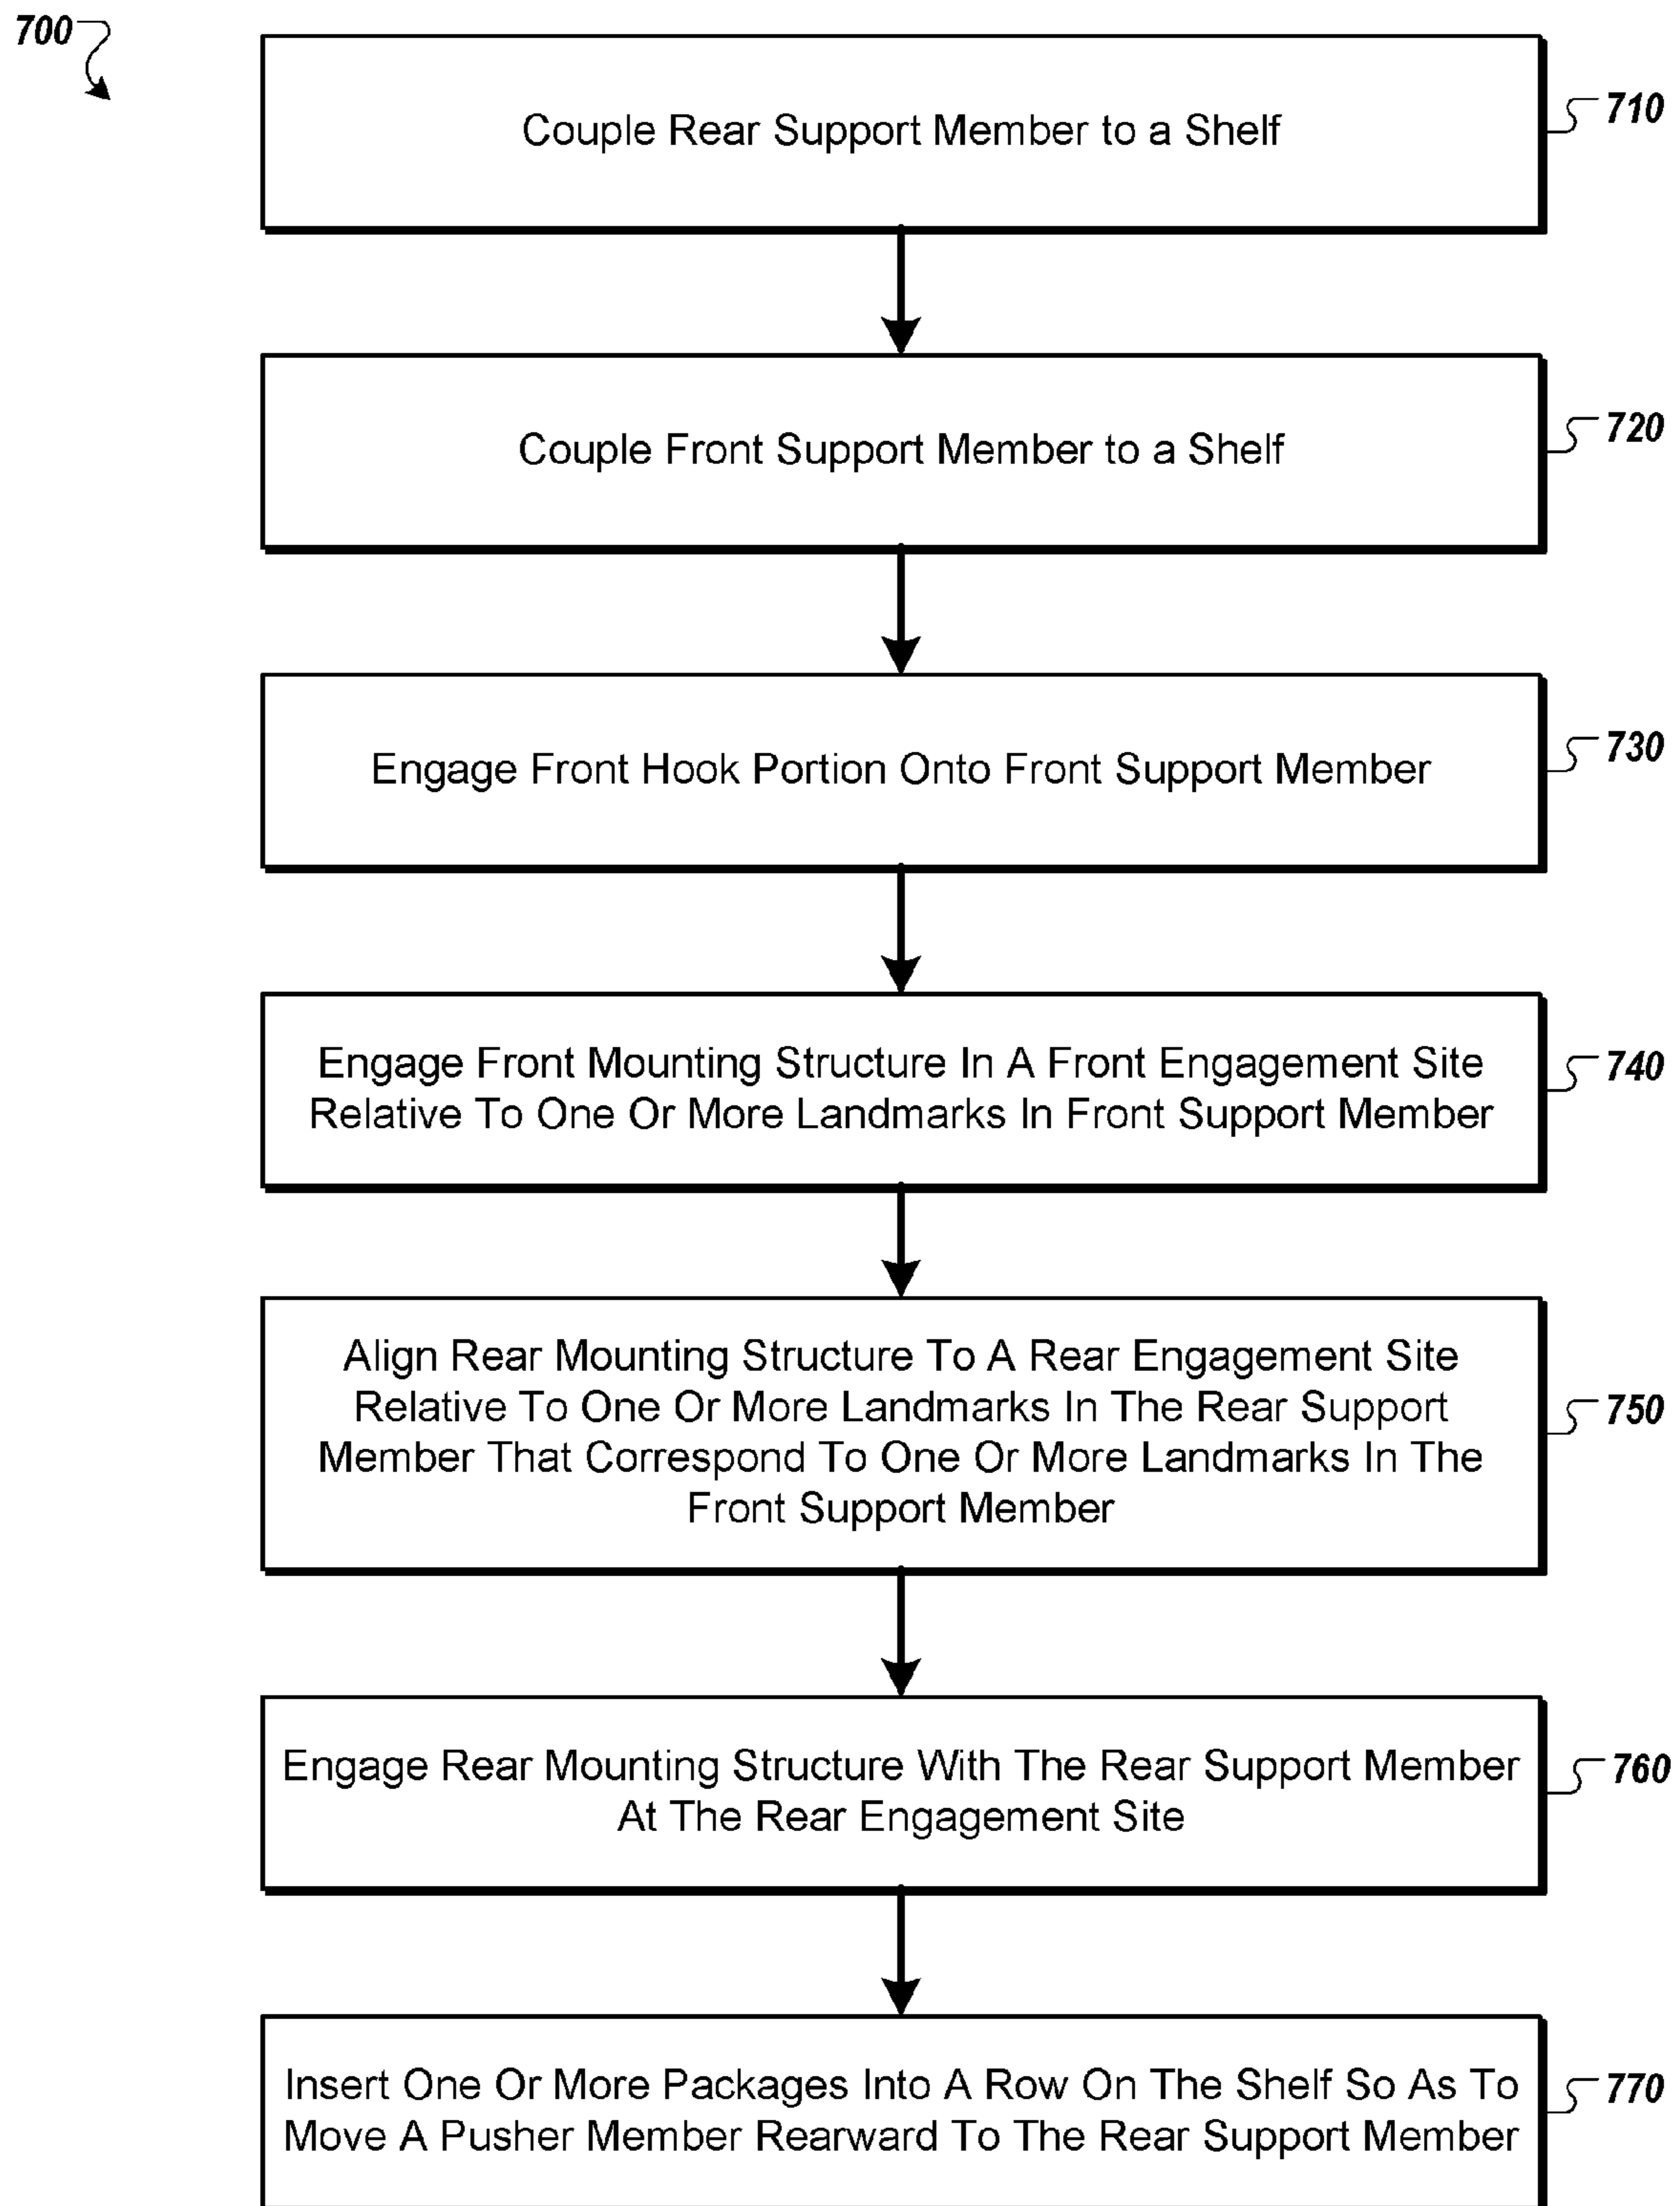 700
Couple Rear Support Member to a Shelf
710
Couple Front Support Member to a Shelf
720
Engage Front Hook Portion Onto Front Support Member
730
Engage Front Mounting Structure In A Front Engagement Site
Relative To One Or More Landmarks In Front Support Member
740
Align Rear Mounting Structure To A Rear Engagement Site
Relative To One Or More Landmarks In The Rear Support
Member That Correspond To One Or More Landmarks In The
Front Support Member
750
Engage Rear Mounting Structure With The Rear Support Member
At The Rear Engagement Site
760
Insert One Or More Packages Into A Row On The Shelf So As To
Move A Pusher Member Rearward To The Rear Support Member
770